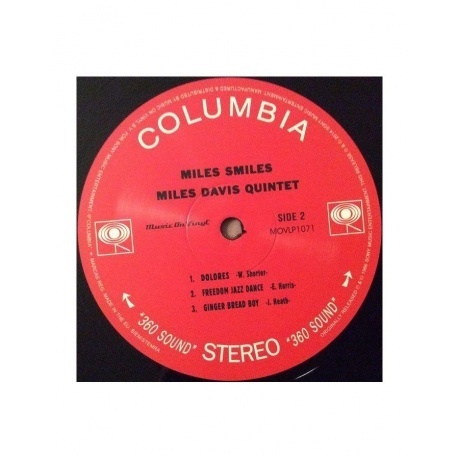 COLUMBIA
MILES SMILES
MILES DAVIS QUINTET
Music On Vinyl
SIDE 2
MOVLP1071
1. DOLORES -W. Shorter-
2. FREEDOM JAZZ DANCE -E. Harris-
3. GINGER BREAD BOY -J. Heath-
"360 SOUND" STEREO "360 SOUND"